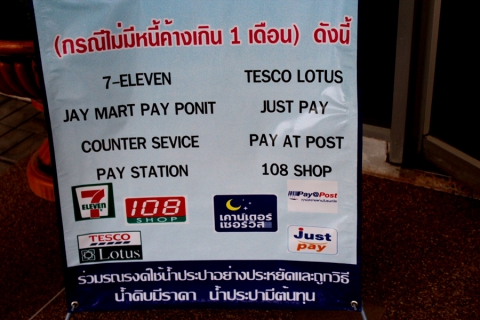 (กรณีไม่มีหนี้ค้างเกิน 1 เดือน) ดังนี้
7-ELEVEN TESCO LOTUS
JAY MART PAY PONIT JUST PAY
COUNTER SEVICE PAY AT POST
PAY STATION 108 SHOP
7
ELEVEN
108
SHOP
เคาน์เตอร์
เซอร์วิส
Pay@Post
TESCO
Lotus
Just
pay
ร่วมรณรงค์ใช้น้ำประปาอย่างประหยัดและถูกวิธี
น้ำดิบมีราคา น้ำประปามีต้นทุน